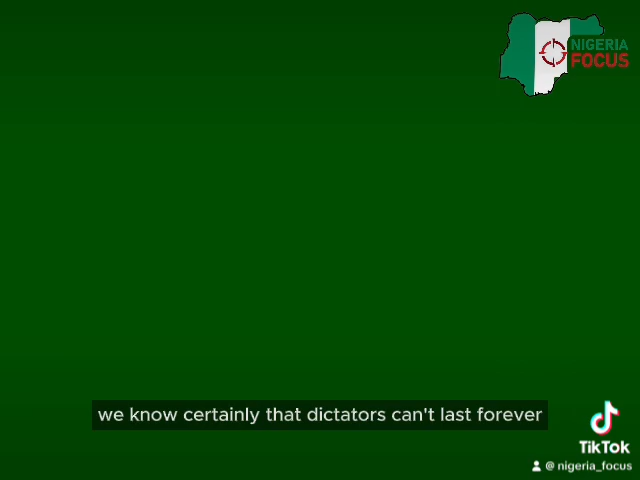 NIGERIA
FOCUS
we know certainly that dictators can't last forever
TikTok
@ nigeria_focus